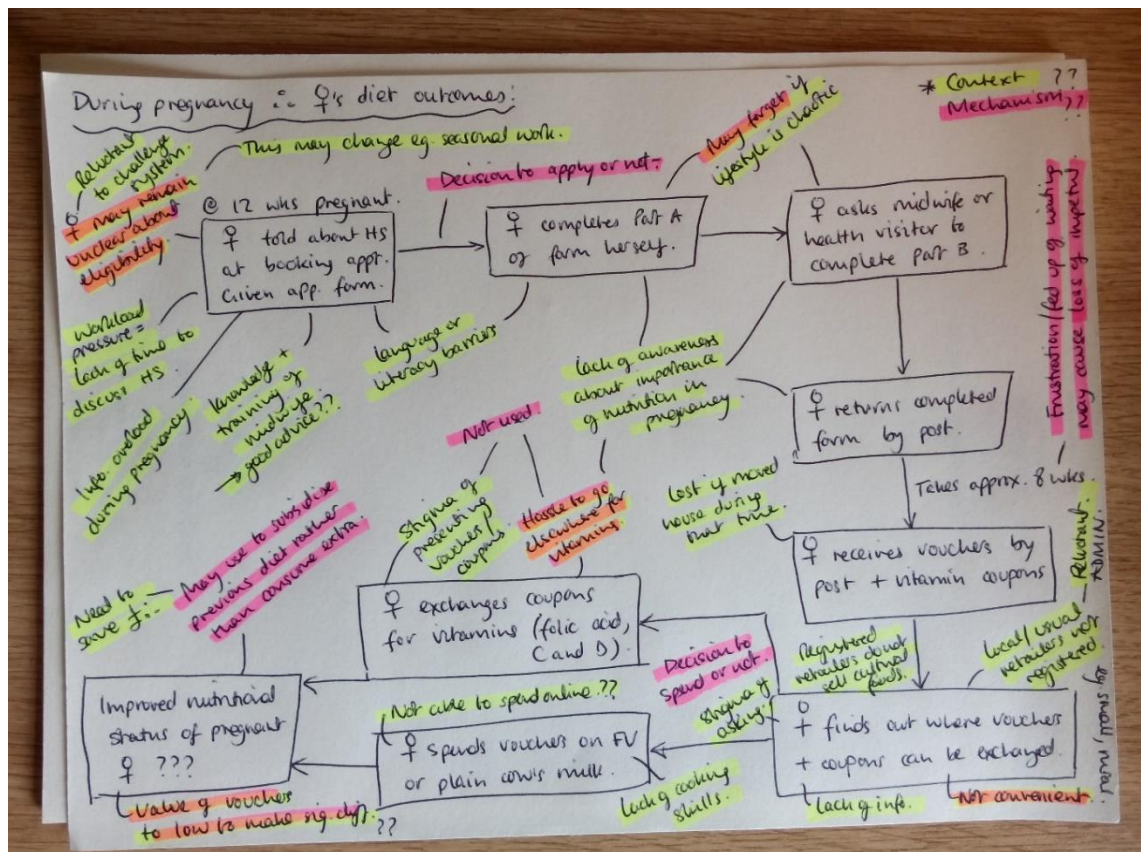 During pregnancy ∴ ♀'s diet outcomes:
* Context ??
Mechanism ??
Reluctant
to challenge
system.
This may change eg. seasonal work.
♀ may remain
unclear about
eligibility
@ 12 wks pregnant.
♀ told about HS
at booking appt.
Given app. form.
Decision to apply or not.
♀ completes Part A
of form herself.
May forget if
lifestyle is chaotic
♀ asks midwife or
health visitor to
complete Part B.
Workload
pressure =
lack of time to
discuss HS.
Info. overload
during pregnancy.
Knowledge +
training of
midwife
→ good advice??
Language or
literacy barriers
Lack of awareness
about importance
of nutrition in
pregnancy.
♀ returns completed
form by post.
Takes approx. 8 wks.
Frustration/fed up of waiting
may cause loss of impetus.
Lost if moved
house during
that time.
♀ receives vouchers by
post + vitamin coupons
Not used
Stigma of
presenting
vouchers/
coupons.
Hassle to go
elsewhere for
vitamins.
♀ exchanges coupons
for vitamins (folic acid,
C and D).
Decision to
spend or not.
Stigma of
asking.
Registered
retailers do not
sell cultural
foods.
Local/usual
retailers not
registered.
Reluctant
ADMIN.
eg small, rural.
♀ finds out where vouchers
+ coupons can be exchanged.
Lack of info.
Not convenient.
Not able to spend online.??
♀ spends vouchers on FV
or plain cow's milk.
Lack of cooking
skills.
Need to
save £..
May use to subsidise
previous diet rather
than consume extra.
Improved nutritional
status of pregnant
♀ ???
Value of vouchers
to low to make sig. diff.
??